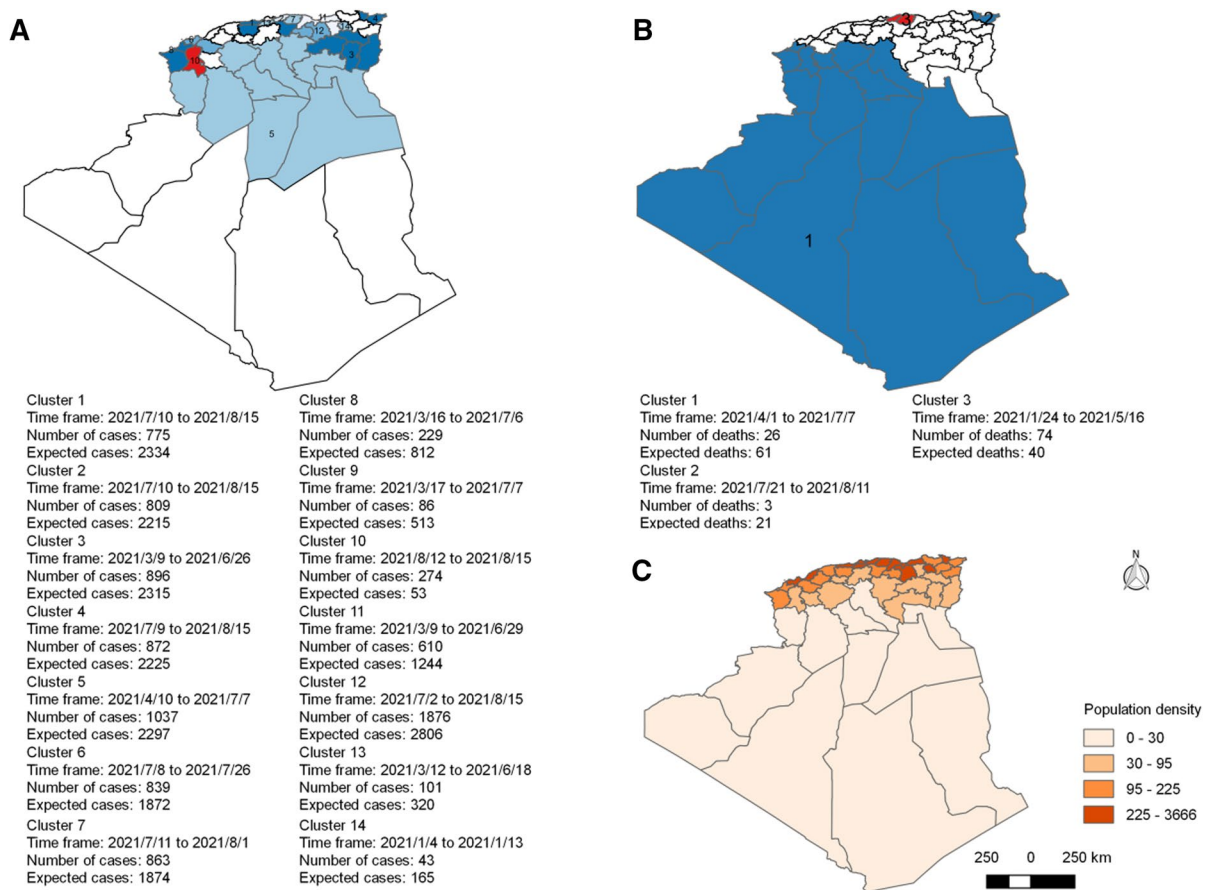 A
1
7
11
4
12
14
6
8
10
3
5
Cluster 1
Time frame: 2021/7/10 to 2021/8/15
Number of cases: 775
Expected cases: 2334
Cluster 2
Time frame: 2021/7/10 to 2021/8/15
Number of cases: 809
Expected cases: 2215
Cluster 3
Time frame: 2021/3/9 to 2021/6/26
Number of cases: 896
Expected cases: 2315
Cluster 4
Time frame: 2021/7/9 to 2021/8/15
Number of cases: 872
Expected cases: 2225
Cluster 5
Time frame: 2021/4/10 to 2021/7/7
Number of cases: 1037
Expected cases: 2297
Cluster 6
Time frame: 2021/7/8 to 2021/7/26
Number of cases: 839
Expected cases: 1872
Cluster 7
Time frame: 2021/7/11 to 2021/8/1
Number of cases: 863
Expected cases: 1874
Cluster 8
Time frame: 2021/3/16 to 2021/7/6
Number of cases: 229
Expected cases: 812
Cluster 9
Time frame: 2021/3/17 to 2021/7/7
Number of cases: 86
Expected cases: 513
Cluster 10
Time frame: 2021/8/12 to 2021/8/15
Number of cases: 274
Expected cases: 53
Cluster 11
Time frame: 2021/3/9 to 2021/6/29
Number of cases: 610
Expected cases: 1244
Cluster 12
Time frame: 2021/7/2 to 2021/8/15
Number of cases: 1876
Expected cases: 2806
Cluster 13
Time frame: 2021/3/12 to 2021/6/18
Number of cases: 101
Expected cases: 320
Cluster 14
Time frame: 2021/1/4 to 2021/1/13
Number of cases: 43
Expected cases: 165
B
3
2
1
Cluster 1
Time frame: 2021/4/1 to 2021/7/7
Number of deaths: 26
Expected deaths: 61
Cluster 2
Time frame: 2021/7/21 to 2021/8/11
Number of deaths: 3
Expected deaths: 21
Cluster 3
Time frame: 2021/1/24 to 2021/5/16
Number of deaths: 74
Expected deaths: 40
C
N
Population density
0 - 30
30 - 95
95 - 225
225 - 3666
250 0 250 km